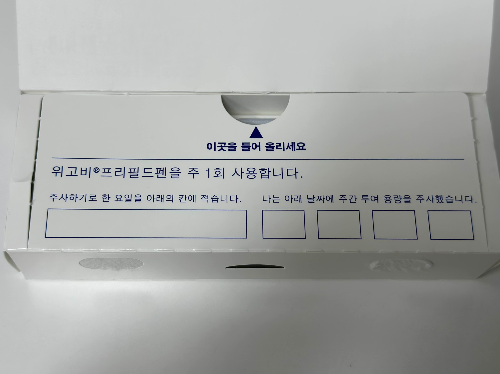 이곳을 들어 올리세요
위고비®프리필드펜을 주 1회 사용합니다.
주사하기로 한 요일을 아래의 칸에 적습니다.
나는 아래 날짜에 주간 투여 용량을 주사했습니다.